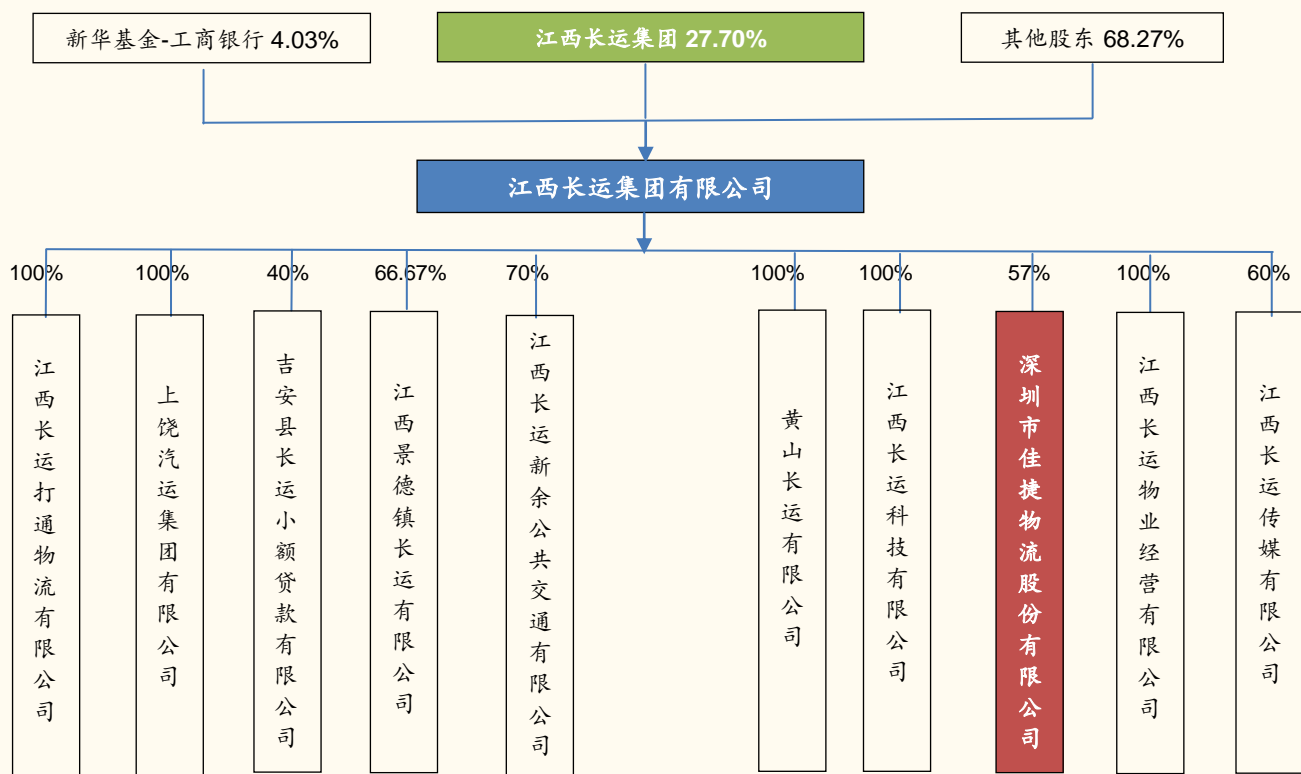 新华基金-工商银行 4.03%
江西长运集团 27.70%
其他股东 68.27%
江西长运集团有限公司
100%
100%
40%
66.67%
70%
100%
100%
57%
100%
60%
江西长运打通物流有限公司
上饶汽运集团有限公司
吉安县长运小额贷款有限公司
江西景德镇长运有限公司
江西长运新余公共交通有限公司
黄山长运有限公司
江西长运科技有限公司
深圳市佳捷物流股份有限公司
江西长运物业经营有限公司
江西长运传媒有限公司